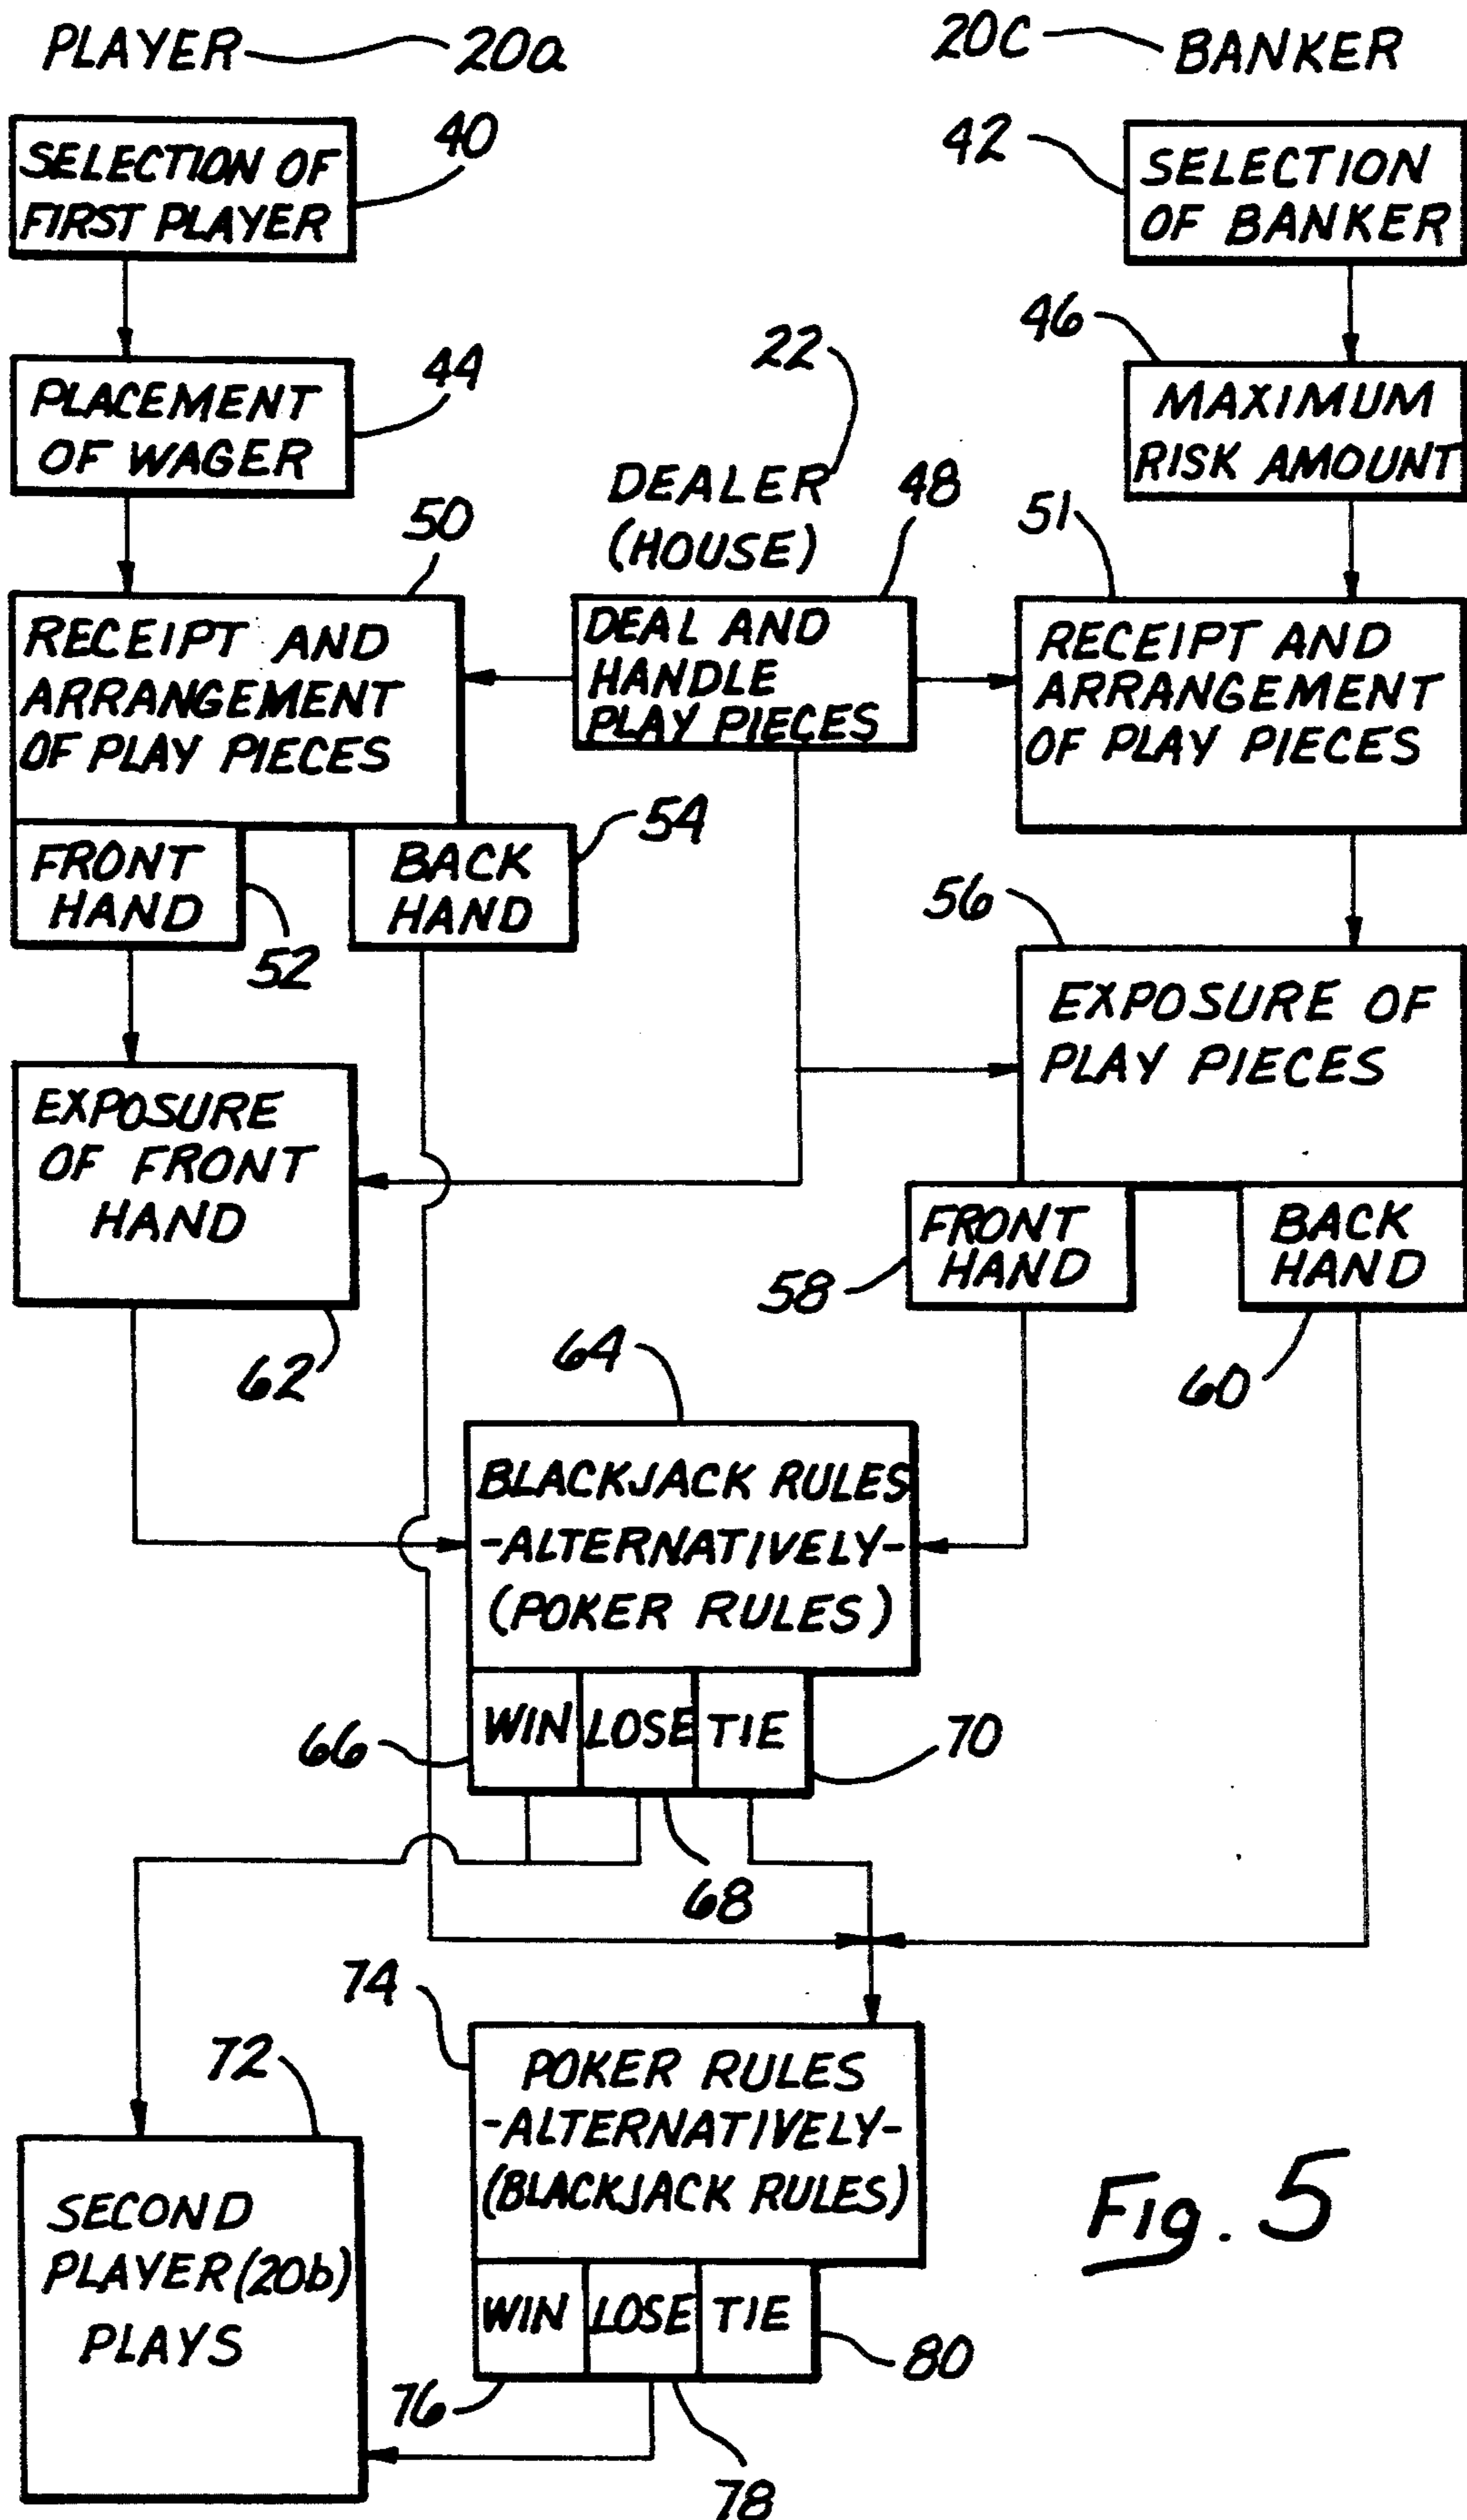 PLAYER 20a
20c BANKER
40
SELECTION OF
FIRST PLAYER
42
SELECTION
OF BANKER
44
PLACEMENT
OF WAGER
22
DEALER
(HOUSE)
46
MAXIMUM
RISK AMOUNT
50
RECEIPT AND
ARRANGEMENT
OF PLAY PIECES
48
DEAL AND
HANDLE
PLAY PIECES
51
RECEIPT AND
ARRANGEMENT
OF PLAY PIECES
FRONT
HAND
52
BACK
HAND
54
56
EXPOSURE OF
PLAY PIECES
EXPOSURE
OF FRONT
HAND
62
FRONT
HAND
58
BACK
HAND
60
64
BLACKJACK RULES
-ALTERNATIVELY-
(POKER RULES)
66
WIN LOSE TIE
70
68
74
POKER RULES
-ALTERNATIVELY-
(BLACKJACK RULES)
72
SECOND
PLAYER (20b)
PLAYS
WIN LOSE TIE
80
76
78
Fig. 5